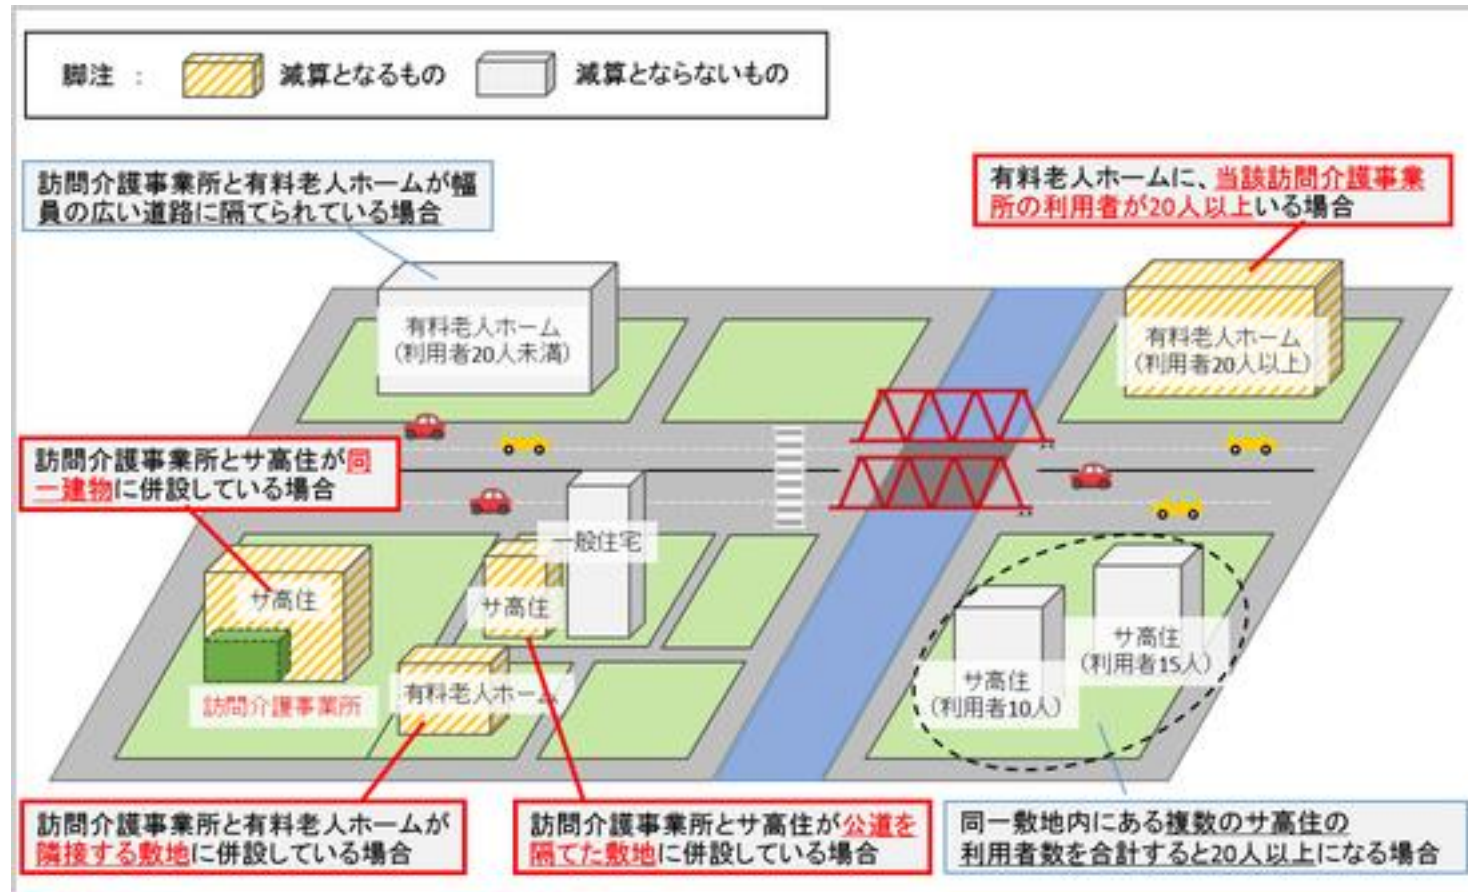 脚注 : 減算となるもの 減算とならないもの
訪問介護事業所と有料老人ホームが幅
員の広い道路に隔てられている場合
有料老人ホームに、当該訪問介護事業
所の利用者が20人以上いる場合
有料老人ホーム
(利用者20人未満)
有料老人ホーム
(利用者20人以上)
訪問介護事業所とサ高住が同
一建物に併設している場合
一般住宅
サ高住
サ高住
訪問介護事業所
有料老人ホーム
サ高住
(利用者15人)
サ高住
(利用者10人)
訪問介護事業所と有料老人ホームが
隣接する敷地に併設している場合
訪問介護事業所とサ高住が公道を
隔てた敷地に併設している場合
同一敷地内にある複数のサ高住の
利用者数を合計すると20人以上になる場合